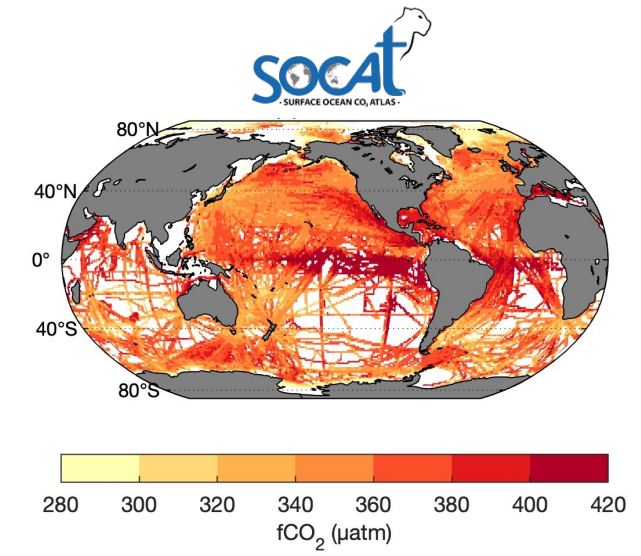 SOCAt
· SURFACE OCEAN CO₂ ATLAS ·
80°N
40°N
0°
40°S
80°S
280 300 320 340 360 380 400 420
fCO₂ (µatm)